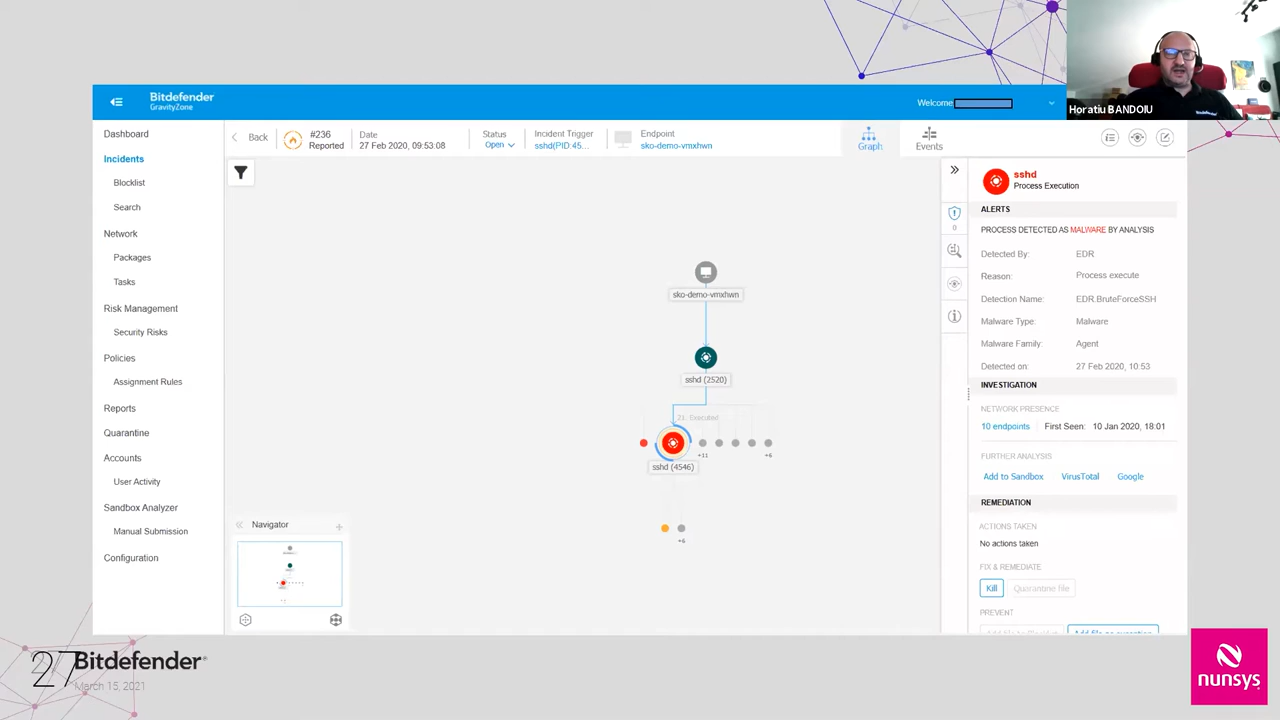 Horatiu BANDOIU
Bitdefender
GravityZone
Welcome
Dashboard
Incidents
Blocklist
Search
Network
Packages
Tasks
Risk Management
Security Risks
Policies
Assignment Rules
Reports
Quarantine
Accounts
User Activity
Sandbox Analyzer
Manual Submission
Configuration
Back
#236
Reported
Date
27 Feb 2020, 09:53:08
Status
Open
Incident Trigger
sshd(PID 45...
Endpoint
sko-demo-vmxhwn
Graph
Events
sko-demo-vmxhwn
sshd (2520)
21 Executed
+11
+6
sshd (4546)
+6
Navigator
0
sshd
Process Execution
ALERTS
PROCESS DETECTED AS MALWARE BY ANALYSIS
Detected By: EDR
Reason: Process execute
Detection Name: EDR.BruteForceSSH
Malware Type: Malware
Malware Family: Agent
Detected on: 27 Feb 2020, 10:53
INVESTIGATION
NETWORK PRESENCE
10 endpoints First Seen: 10 Jan 2020, 18:01
FURTHER ANALYSIS
Add to Sandbox VirusTotal Google
REMEDIATION
ACTIONS TAKEN
No actions taken
FIX & REMEDIATE
Kill Quarantine file
PREVENT
27
Bitdefender®
March 15, 2021
nunsys